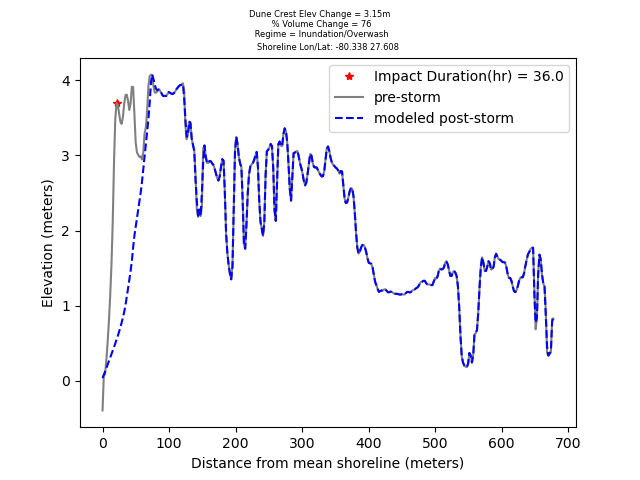 Dune Crest Elev Change = 3.15m
% Volume Change = 76
Regime = Inundation/Overwash
Shoreline Lon/Lat: -80.338 27.608
Impact Duration(hr) = 36.0
pre-storm
modeled post-storm
Elevation (meters)
4
3
2
1
0
0 100 200 300 400 500 600 700
Distance from mean shoreline (meters)